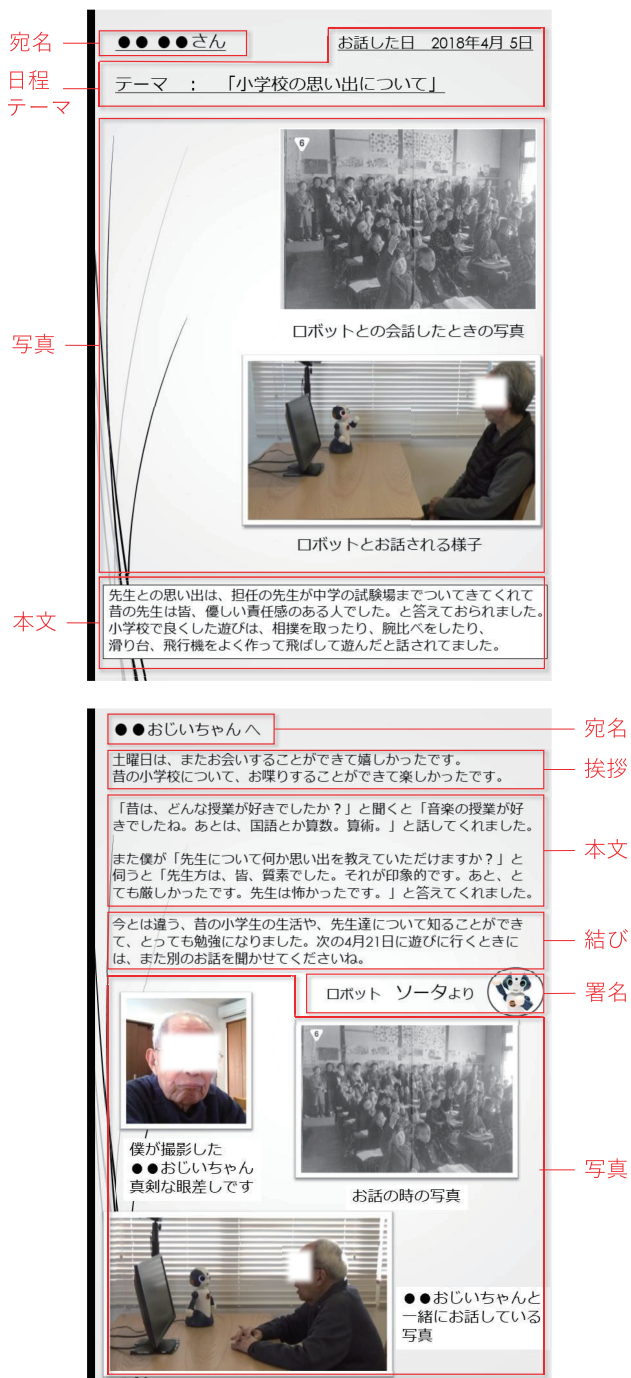 宛名
●● ●●さん
お話した日 2018年4月 5日
日程
テーマ
テーマ : 「小学校の思い出について」
6
ロボットとの会話したときの写真
写真
ロボットとお話される様子
本文
先生との思い出は、担任の先生が中学の試験場までついてきてくれて
昔の先生は皆、優しい責任感のある人でした。と答えておられました。
小学校で良くした遊びは、相撲を取ったり、腕比べをしたり、
滑り台、飛行機をよく作って飛ばして遊んだと話されてました。
●●おじいちゃんへ
宛名
土曜日は、またお会いすることができて嬉しかったです。
昔の小学校について、お喋りすることができて楽しかったです。
挨拶
「昔は、どんな授業が好きでしたか？」と聞くと「音楽の授業が好
きでしたね。あとは、国語とか算数。算術。」と話してくれました。
また僕が「先生について何か思い出を教えていただけますか？」と
伺うと「先生方は、皆、質素でした。それが印象的です。あと、と
ても厳しかったです。先生は怖かったです。」と答えてくれました。
本文
今とは違う、昔の小学生の生活や、先生達について知ることができ
て、とっても勉強になりました。次の4月21日に遊びに行くときに
は、また別のお話を聞かせてくださいね。
結び
ロボット ソータより
署名
6
僕が撮影した
●●おじいちゃん
真剣な眼差しです
お話の時の写真
写真
●●おじいちゃんと
一緒にお話している
写真